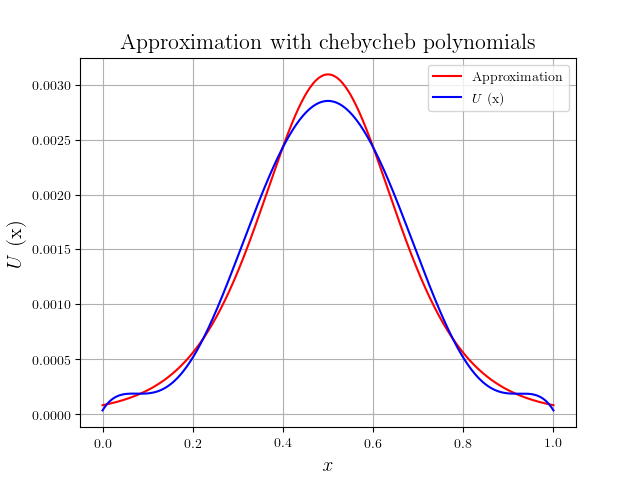 Approximation with chebycheb polynomials
Approximation
U (x)
U (x)
0.0030
0.0025
0.0020
0.0015
0.0010
0.0005
0.0000
0.0 0.2 0.4 0.6 0.8 1.0
x